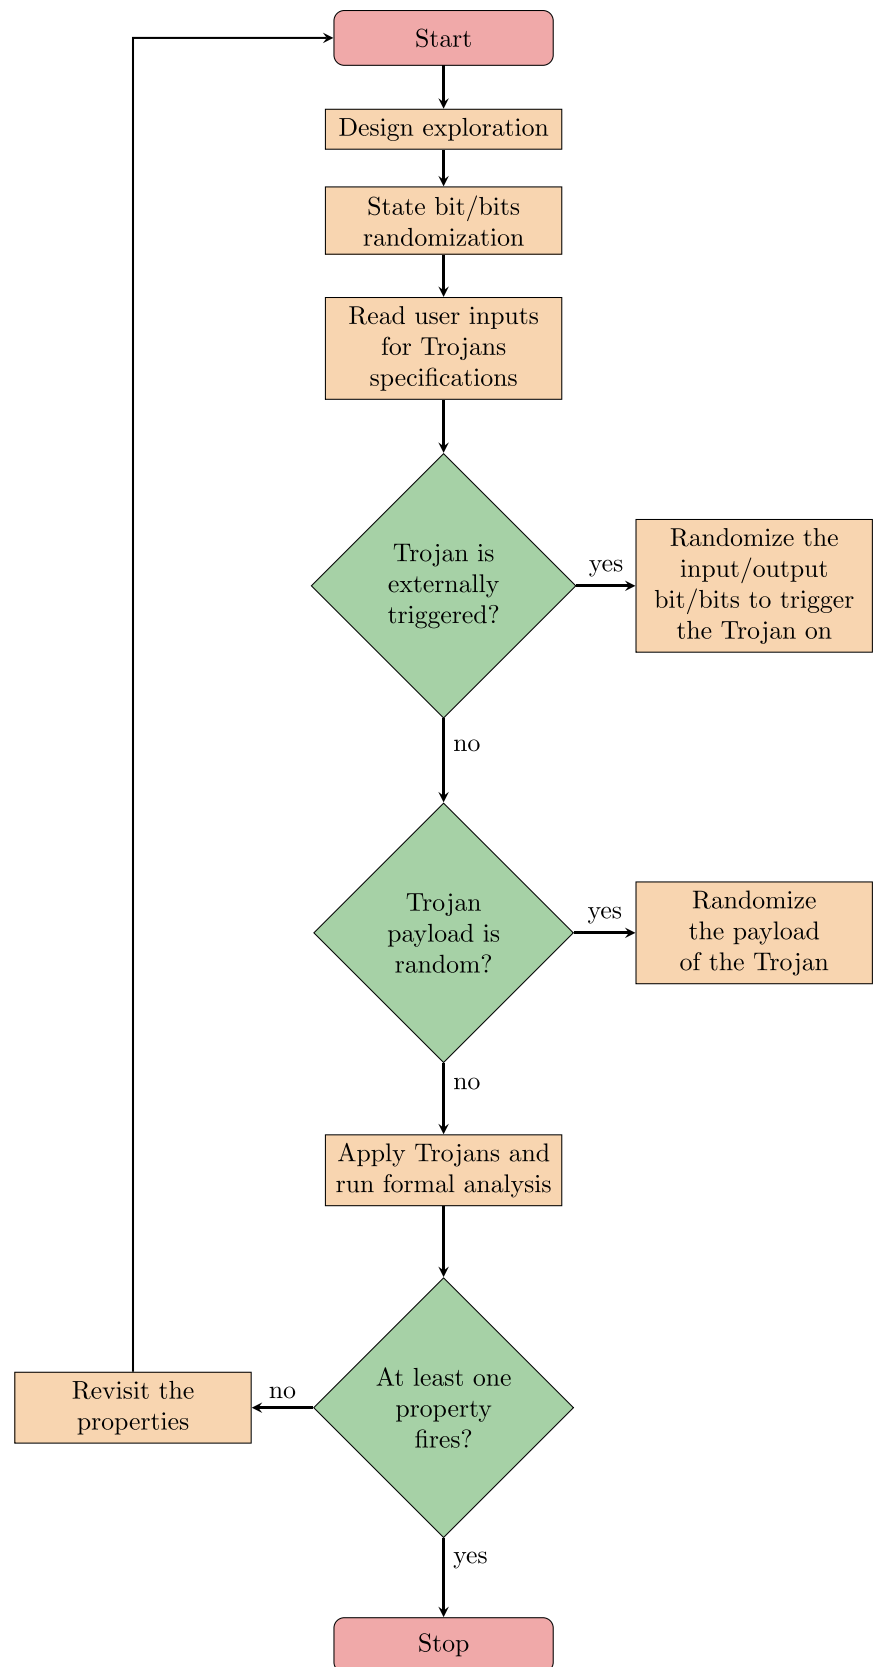 Start
Design exploration
State bit/bits
randomization
Read user inputs
for Trojans
specifications
Trojan is
externally
triggered?
yes
Randomize the
input/output
bit/bits to trigger
the Trojan on
no
Trojan
payload is
random?
yes
Randomize
the payload
of the Trojan
no
Apply Trojans and
run formal analysis
At least one
property
fires?
no
Revisit the
properties
yes
Stop